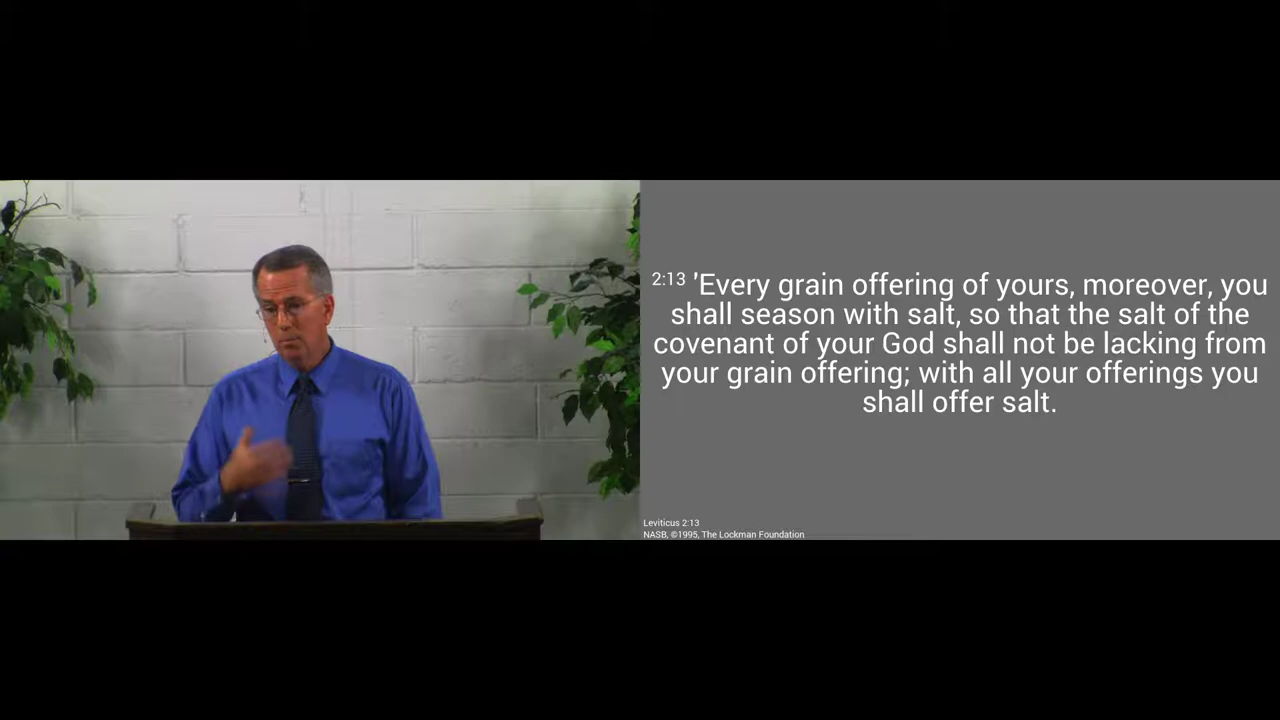 2:13 'Every grain offering of yours, moreover, you
shall season with salt, so that the salt of the
covenant of your God shall not be lacking from
your grain offering; with all your offerings you
shall offer salt.
Leviticus 2:13
NASB, ©1995, The Lockman Foundation